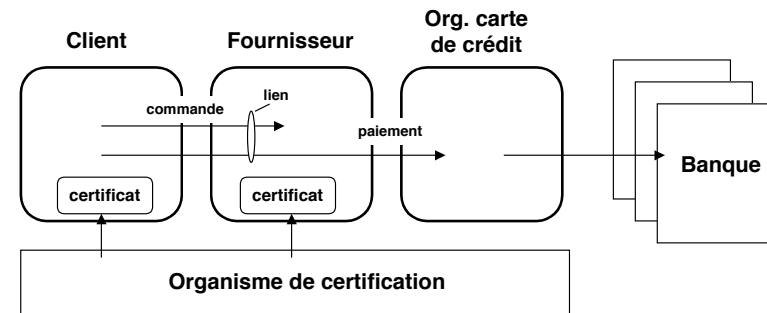 Client
Fournisseur
Org. carte
de crédit
commande
lien
paiement
Banque
certificat
certificat
Organisme de certification